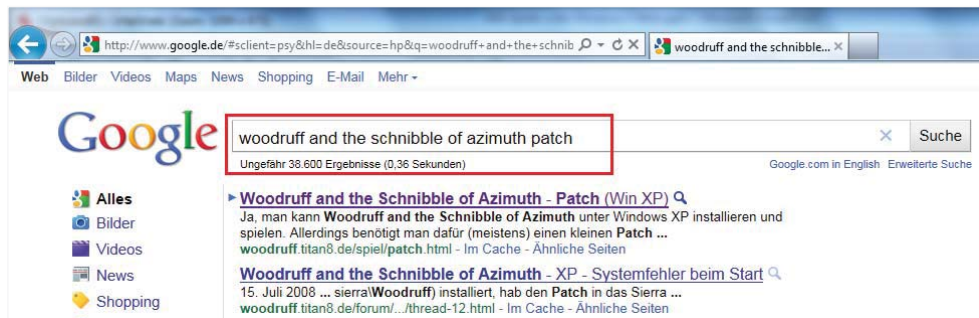 http://www.google.de/#sclient=psy&hl=de&source=hp&q=woodruff+and+the+schnib
woodruff and the schnibble...
Web Bilder Videos Maps News Shopping E-Mail Mehr
Google
woodruff and the schnibble of azimuth patch
Suche
Ungefähr 38.600 Ergebnisse (0,36 Sekunden)
Google.com in English Erweiterte Suche
Alles
Bilder
Videos
News
Shopping
Woodruff and the Schnibble of Azimuth - Patch (Win XP)
Ja, man kann Woodruff and the Schnibble of Azimuth unter Windows XP installieren und
spielen. Allerdings benötigt man dafür (meistens) einen kleinen Patch ...
woodruff.titan8.de/spiel/patch.html - Im Cache - Ähnliche Seiten
Woodruff and the Schnibble of Azimuth - XP - Systemfehler beim Start
15. Juli 2008 ... sierra\Woodruff) installiert, hab den Patch in das Sierra ...
woodruff.titan8.de/forum/.../thread-12.html - Im Cache - Ähnliche Seiten